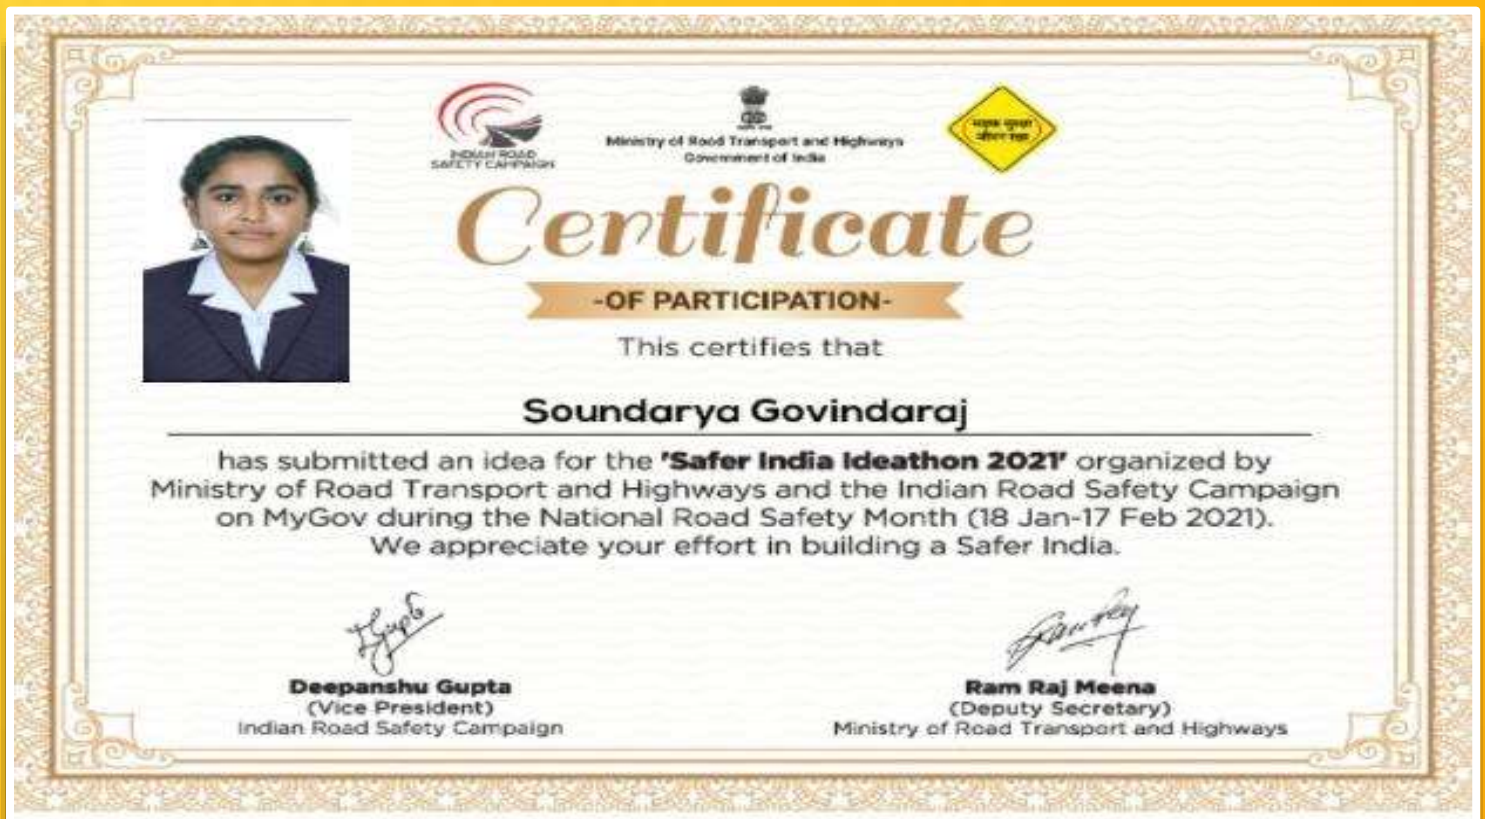 INDIAN ROAD
SAFETY CAMPAIGN
Ministry of Road Transport and Highways
Government of India
सड़क सुरक्षा
जीवन रक्षा
Certificate
-OF PARTICIPATION-
This certifies that
Soundarya Govindaraj
has submitted an idea for the 'Safer India Ideathon 2021' organized by
Ministry of Road Transport and Highways and the Indian Road Safety Campaign
on MyGov during the National Road Safety Month (18 Jan-17 Feb 2021).
We appreciate your effort in building a Safer India.
Deepanshu Gupta
(Vice President)
Indian Road Safety Campaign
Ram Raj Meena
(Deputy Secretary)
Ministry of Road Transport and Highways